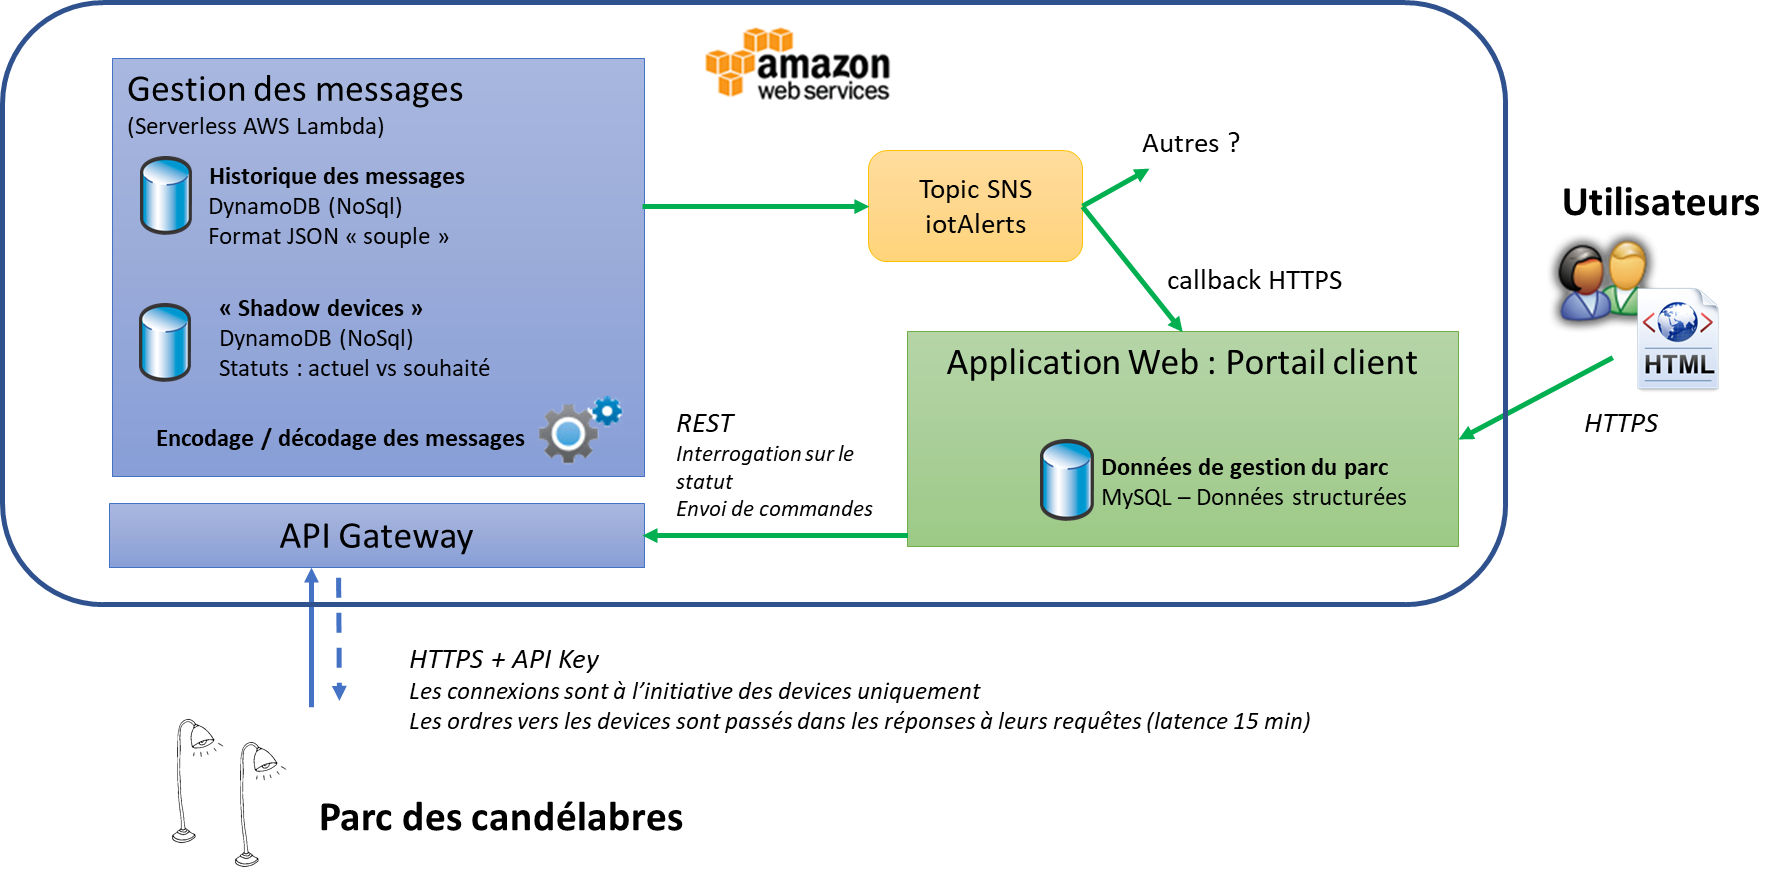 amazon
web services
Gestion des messages
(Serverless AWS Lambda)
Historique des messages
DynamoDB (NoSql)
Format JSON « souple »
« Shadow devices »
DynamoDB (NoSql)
Statuts : actuel vs souhaité
Encodage / décodage des messages
API Gateway
Topic SNS
iotAlerts
Autres ?
callback HTTPS
Application Web : Portail client
Données de gestion du parc
MySQL – Données structurées
REST
Interrogation sur le
statut
Envoi de commandes
Utilisateurs
HTML
HTTPS
HTTPS + API Key
Les connexions sont à l’initiative des devices uniquement
Les ordres vers les devices sont passés dans les réponses à leurs requêtes (latence 15 min)
Parc des candélabres